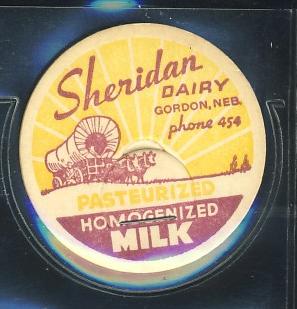 Sheridan
DAIRY
GORDON, NEB.
phone 454
PASTEURIZED
HOMOGENIZED
MILK